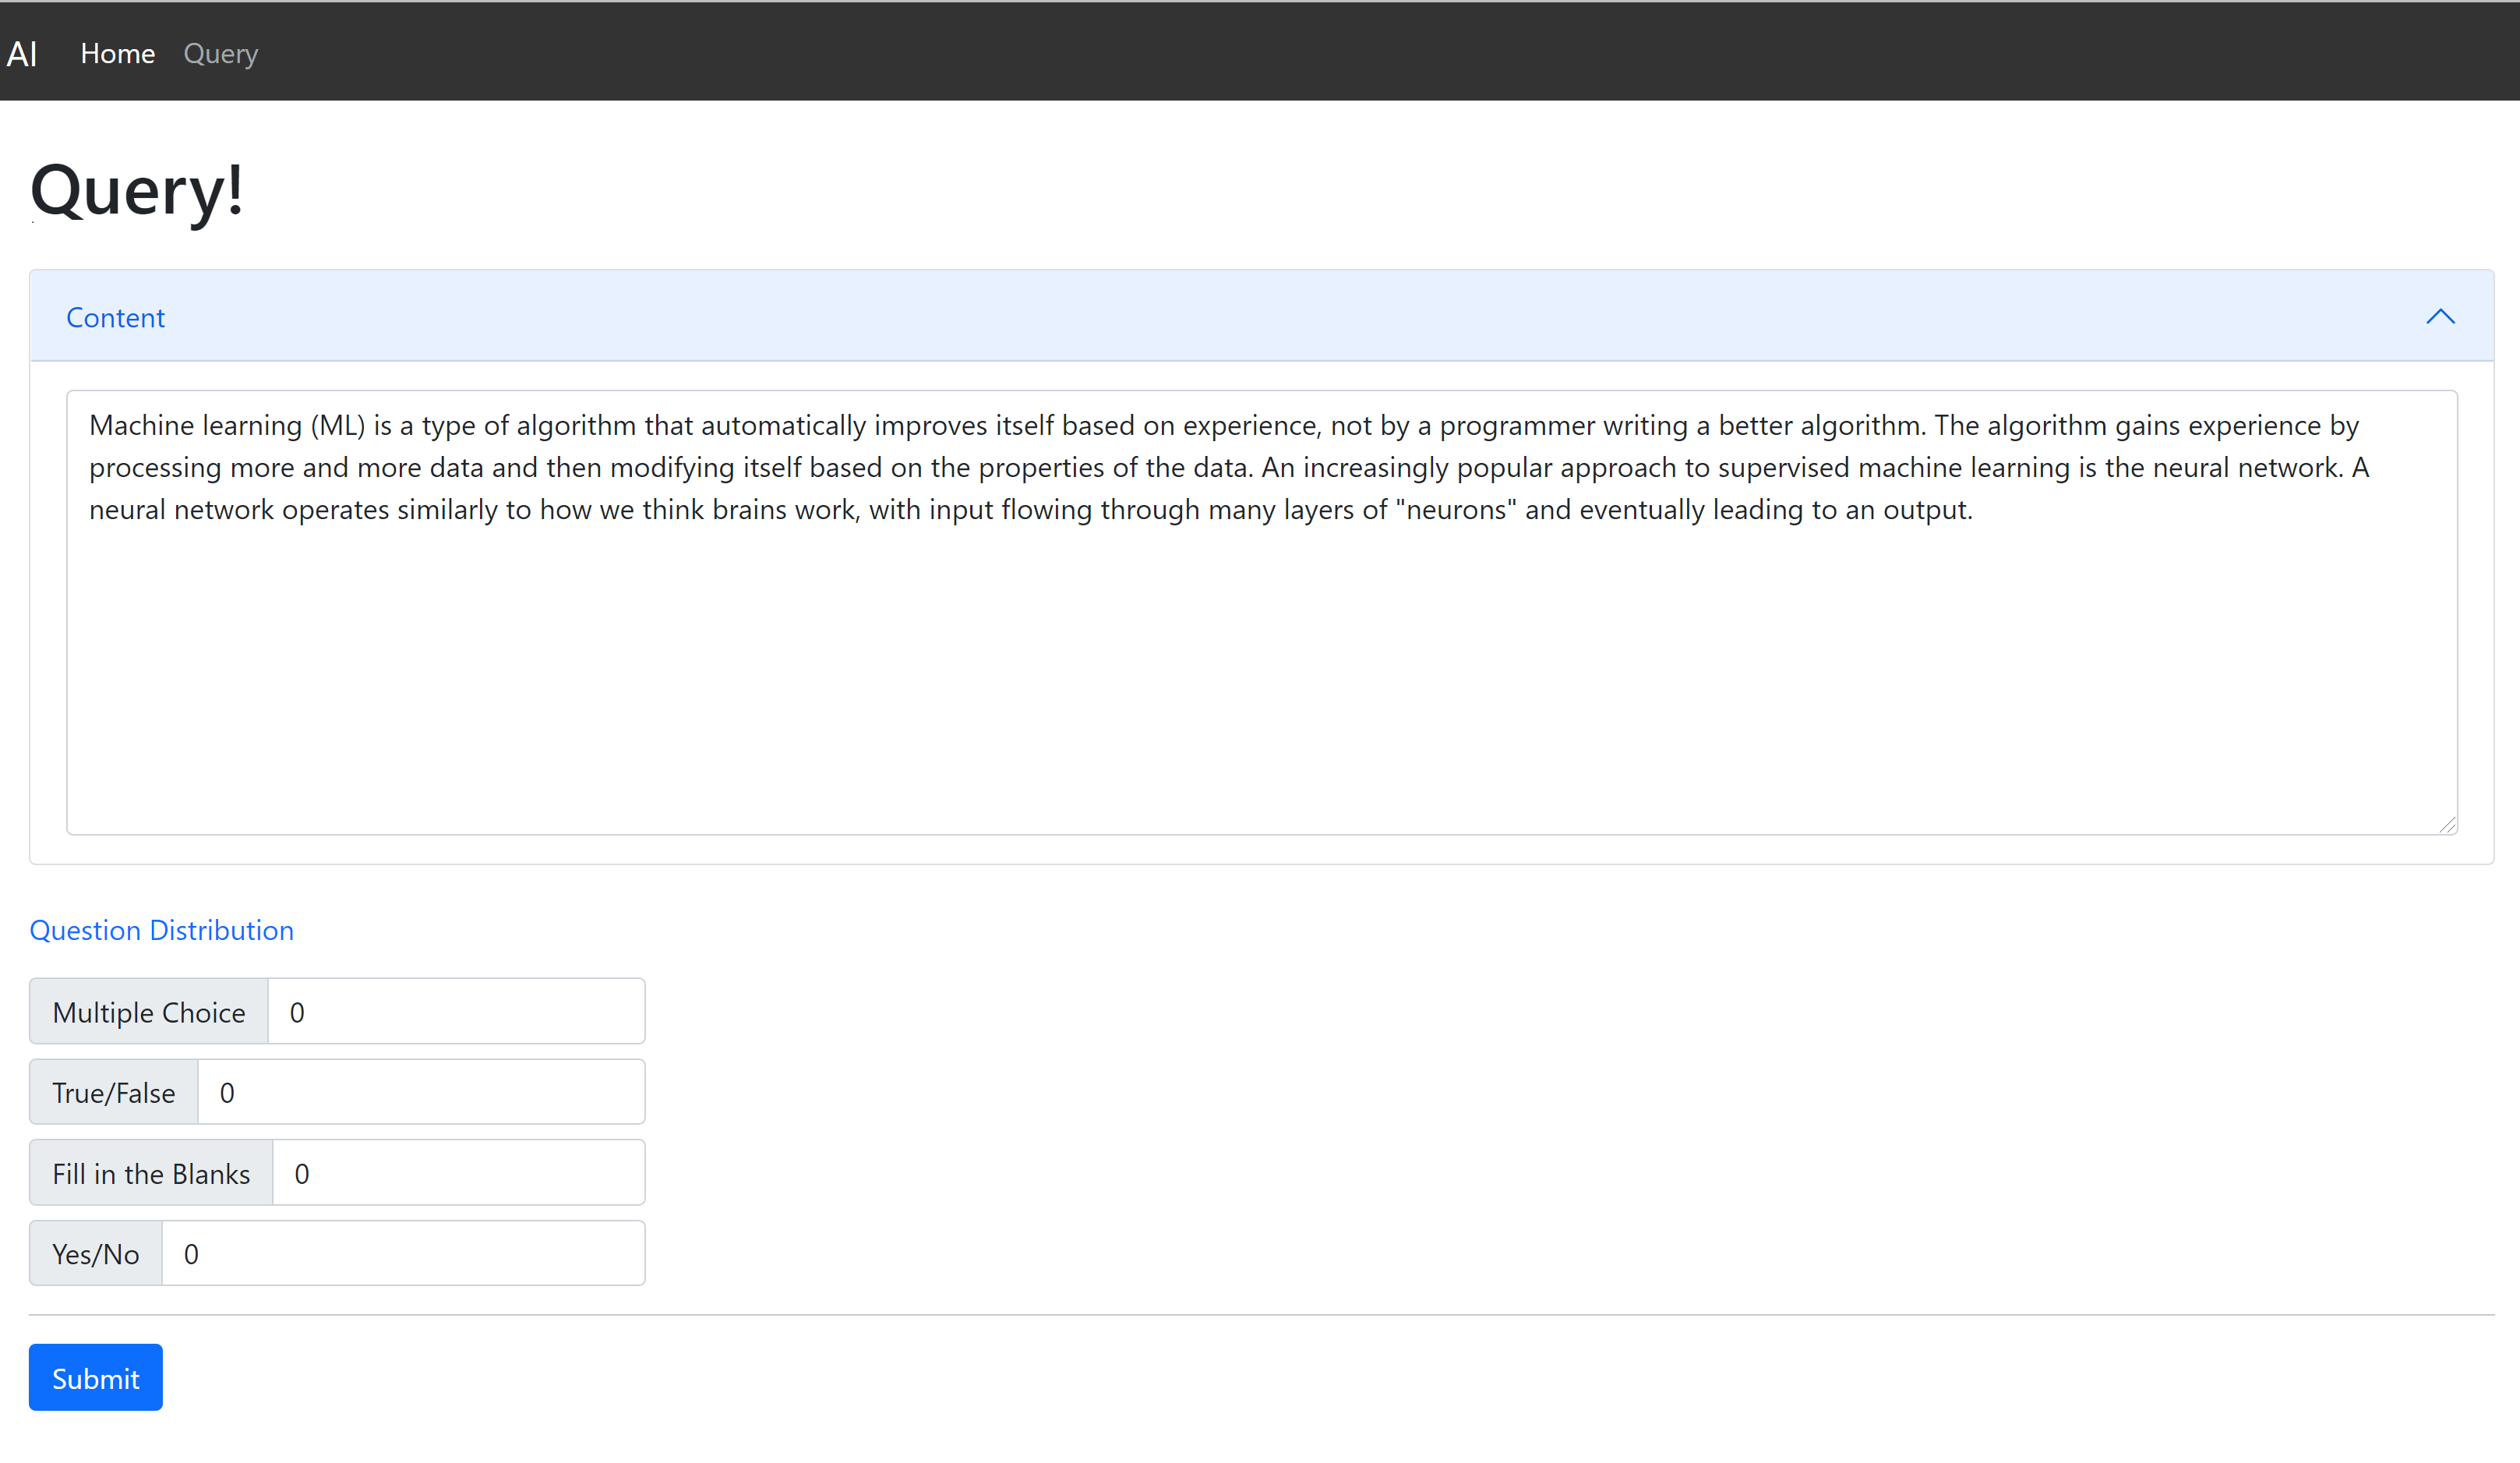 AI Home Query
Query!
Content
Machine learning (ML) is a type of algorithm that automatically improves itself based on experience, not by a programmer writing a better algorithm. The algorithm gains experience by
processing more and more data and then modifying itself based on the properties of the data. An increasingly popular approach to supervised machine learning is the neural network. A
neural network operates similarly to how we think brains work, with input flowing through many layers of "neurons" and eventually leading to an output.
Question Distribution
Multiple Choice 0
True/False 0
Fill in the Blanks 0
Yes/No 0
Submit